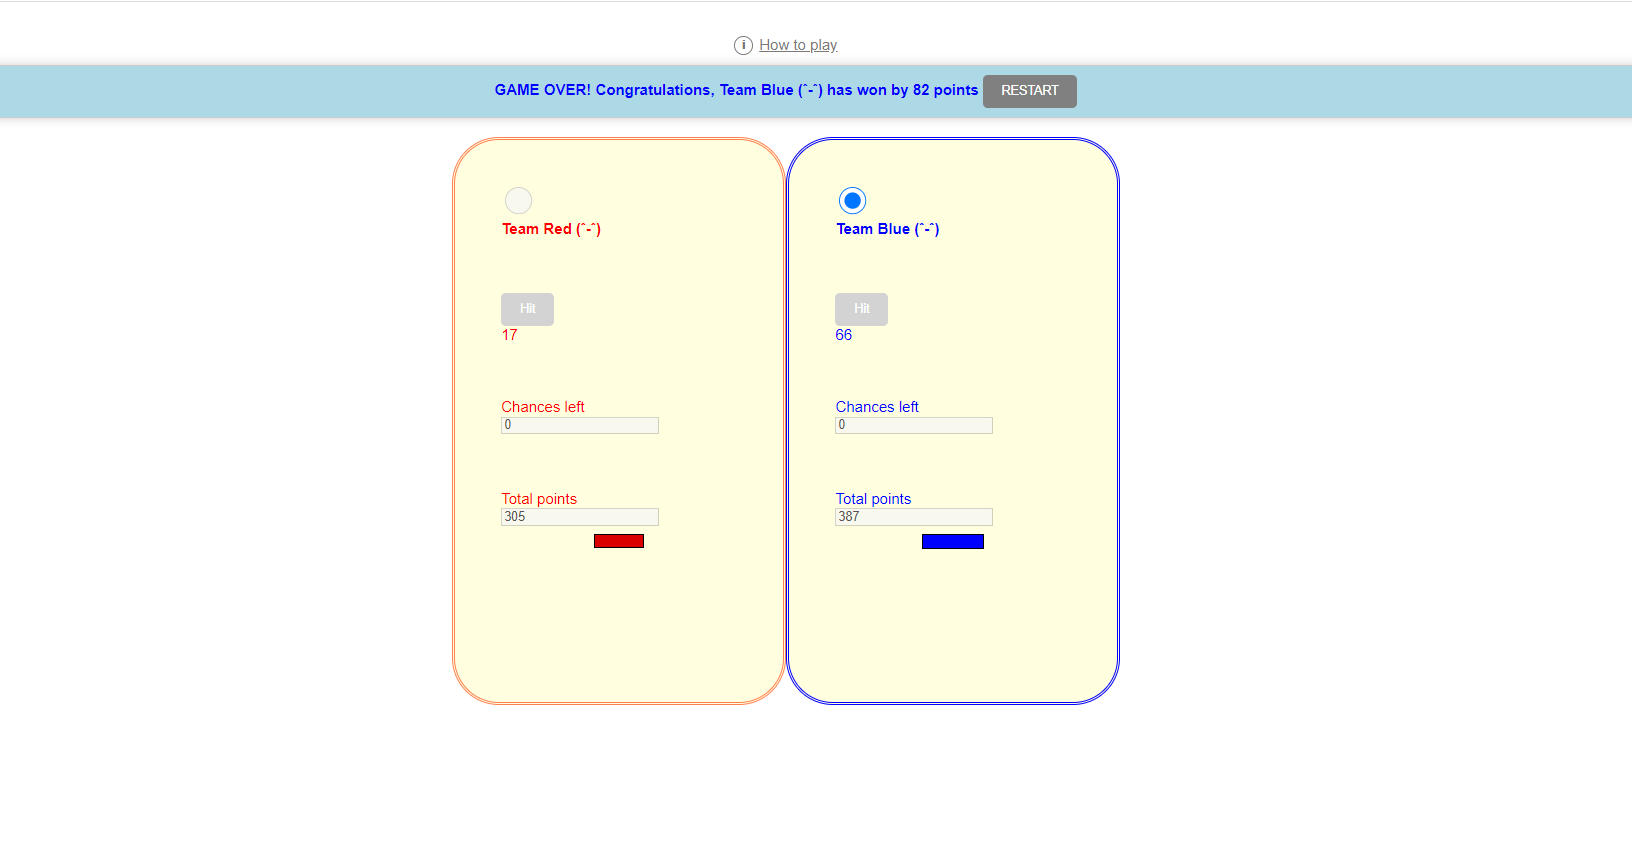 i How to play
GAME OVER! Congratulations, Team Blue (ˆ-ˆ) has won by 82 points RESTART
Team Red (ˆ-ˆ)
Hit
17
Chances left
0
Total points
305
Team Blue (ˆ-ˆ)
Hit
66
Chances left
0
Total points
387